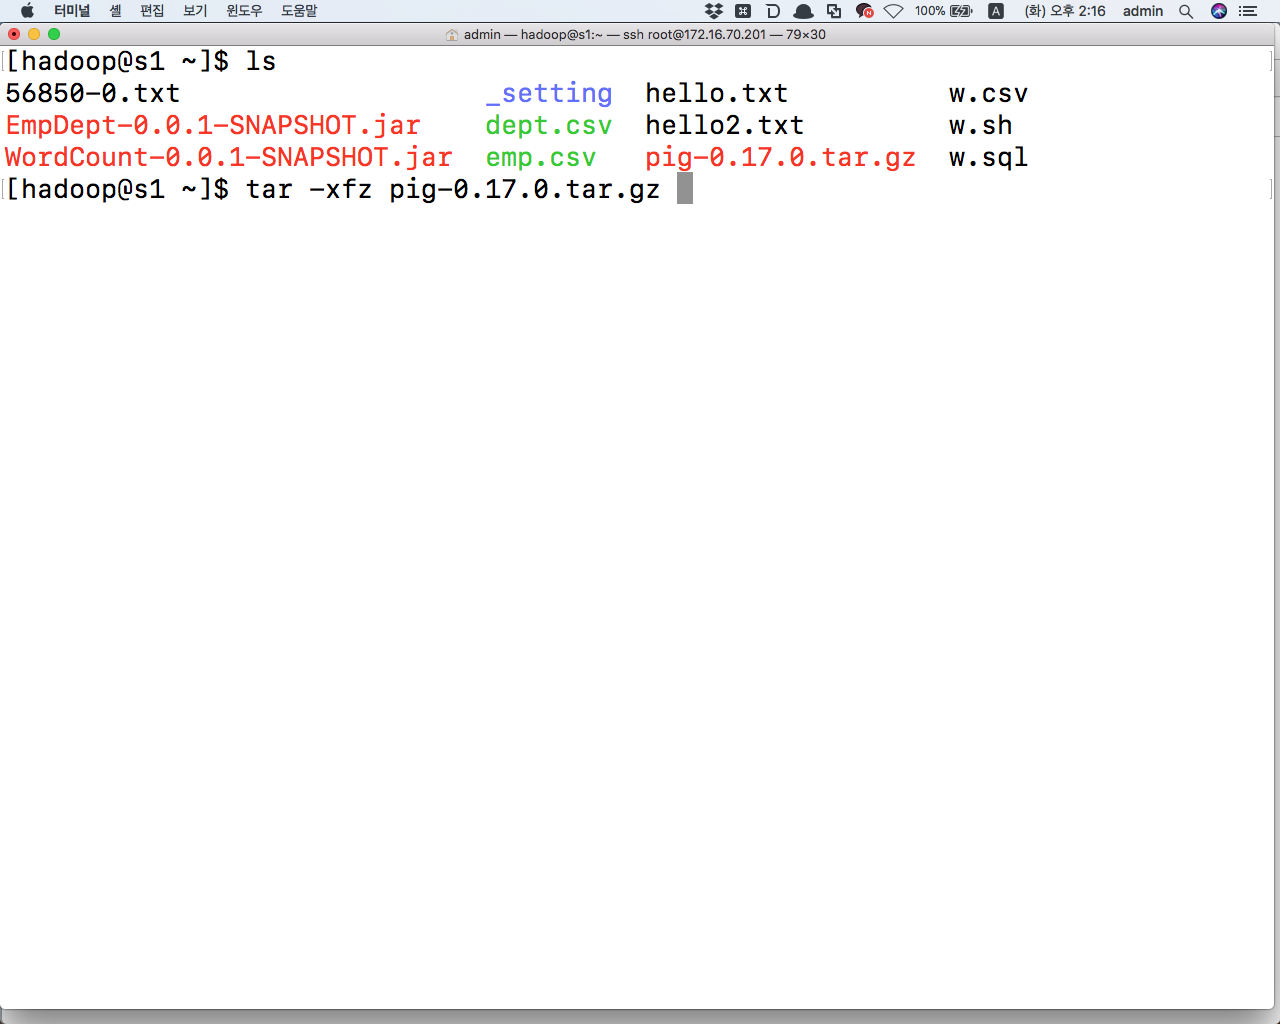 터미널 셸 편집 보기 윈도우 도움말 100% A (화) 오후 2:16 admin
admin — hadoop@s1:~ — ssh root@172.16.70.201 — 79×30
[hadoop@s1 ~]$ ls
56850-0.txt _setting hello.txt w.csv
EmpDept-0.0.1-SNAPSHOT.jar dept.csv hello2.txt w.sh
WordCount-0.0.1-SNAPSHOT.jar emp.csv pig-0.17.0.tar.gz w.sql
[hadoop@s1 ~]$ tar -xfz pig-0.17.0.tar.gz